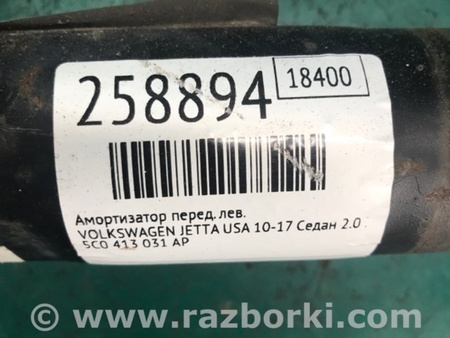 258894
18400
Амортизатор перед. лев.
VOLKSWAGEN JETTA USA 10-17 Седан 2.0
5C0 413 031 AP
© www.razborki.com